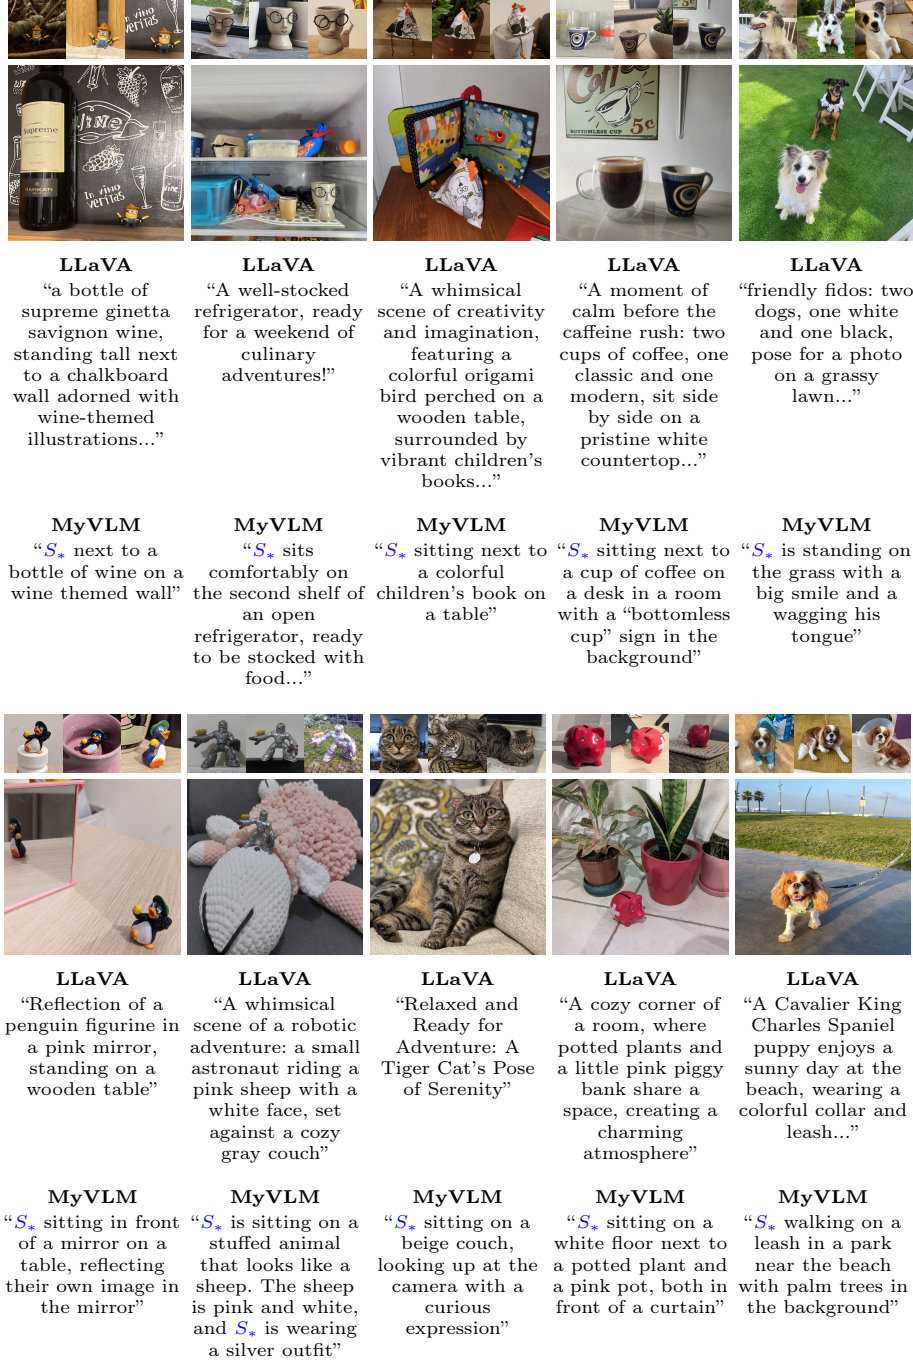 In vino
veritas
Supreme
WiNE
BARKAN
In vino
veritas
wine
Coffee
5¢
BOTTOMLESS CUP
LLaVA
“a bottle of
supreme ginetta
savignon wine,
standing tall next
to a chalkboard
wall adorned with
wine-themed
illustrations...”
LLaVA
“A well-stocked
refrigerator, ready
for a weekend of
culinary
adventures!”
LLaVA
“A whimsical
scene of creativity
and imagination,
featuring a
colorful origami
bird perched on a
wooden table,
surrounded by
vibrant children’s
books...”
LLaVA
“A moment of
calm before the
caffeine rush: two
cups of coffee, one
classic and one
modern, sit side
by side on a
pristine white
countertop...”
LLaVA
“friendly fidos: two
dogs, one white
and one black,
pose for a photo
on a grassy
lawn...”
MyVLM
“S* next to a
bottle of wine on a
wine themed wall”
MyVLM
“S* sits
comfortably on
the second shelf of
an open
refrigerator, ready
to be stocked with
food...”
MyVLM
“S* sitting next to
a colorful
children’s book on
a table”
MyVLM
“S* sitting next to
a cup of coffee on
a desk in a room
with a “bottomless
cup” sign in the
background”
MyVLM
“S* is standing on
the grass with a
big smile and a
wagging his
tongue”
LLaVA
“Reflection of a
penguin figurine in
a pink mirror,
standing on a
wooden table”
LLaVA
“A whimsical
scene of a robotic
adventure: a small
astronaut riding a
pink sheep with a
white face, set
against a cozy
gray couch”
LLaVA
“Relaxed and
Ready for
Adventure: A
Tiger Cat’s Pose
of Serenity”
LLaVA
“A cozy corner of
a room, where
potted plants and
a little pink piggy
bank share a
space, creating a
charming
atmosphere”
LLaVA
“A Cavalier King
Charles Spaniel
puppy enjoys a
sunny day at the
beach, wearing a
colorful collar and
leash...”
MyVLM
“S* sitting in front
of a mirror on a
table, reflecting
their own image in
the mirror”
MyVLM
“S* is sitting on a
stuffed animal
that looks like a
sheep. The sheep
is pink and white,
and S* is wearing
a silver outfit”
MyVLM
“S* sitting on a
beige couch,
looking up at the
camera with a
curious
expression”
MyVLM
“S* sitting on a
white floor next to
a potted plant and
a pink pot, both in
front of a curtain”
MyVLM
“S* walking on a
leash in a park
near the beach
with palm trees in
the background”